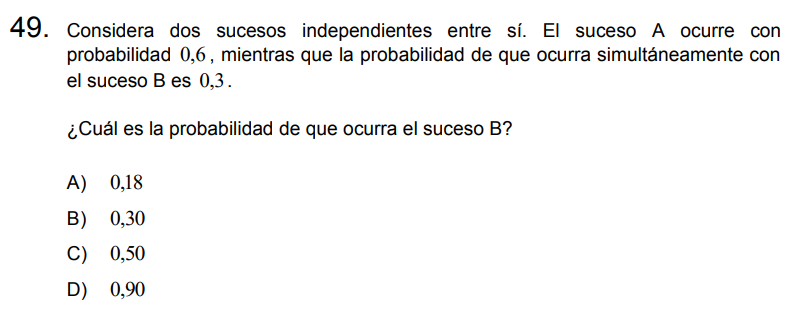 49. Considera dos sucesos independientes entre sí. El suceso A ocurre con
probabilidad 0,6, mientras que la probabilidad de que ocurra simultáneamente con
el suceso B es 0,3.
¿Cuál es la probabilidad de que ocurra el suceso B?
A) 0,18
B) 0,30
C) 0,50
D) 0,90